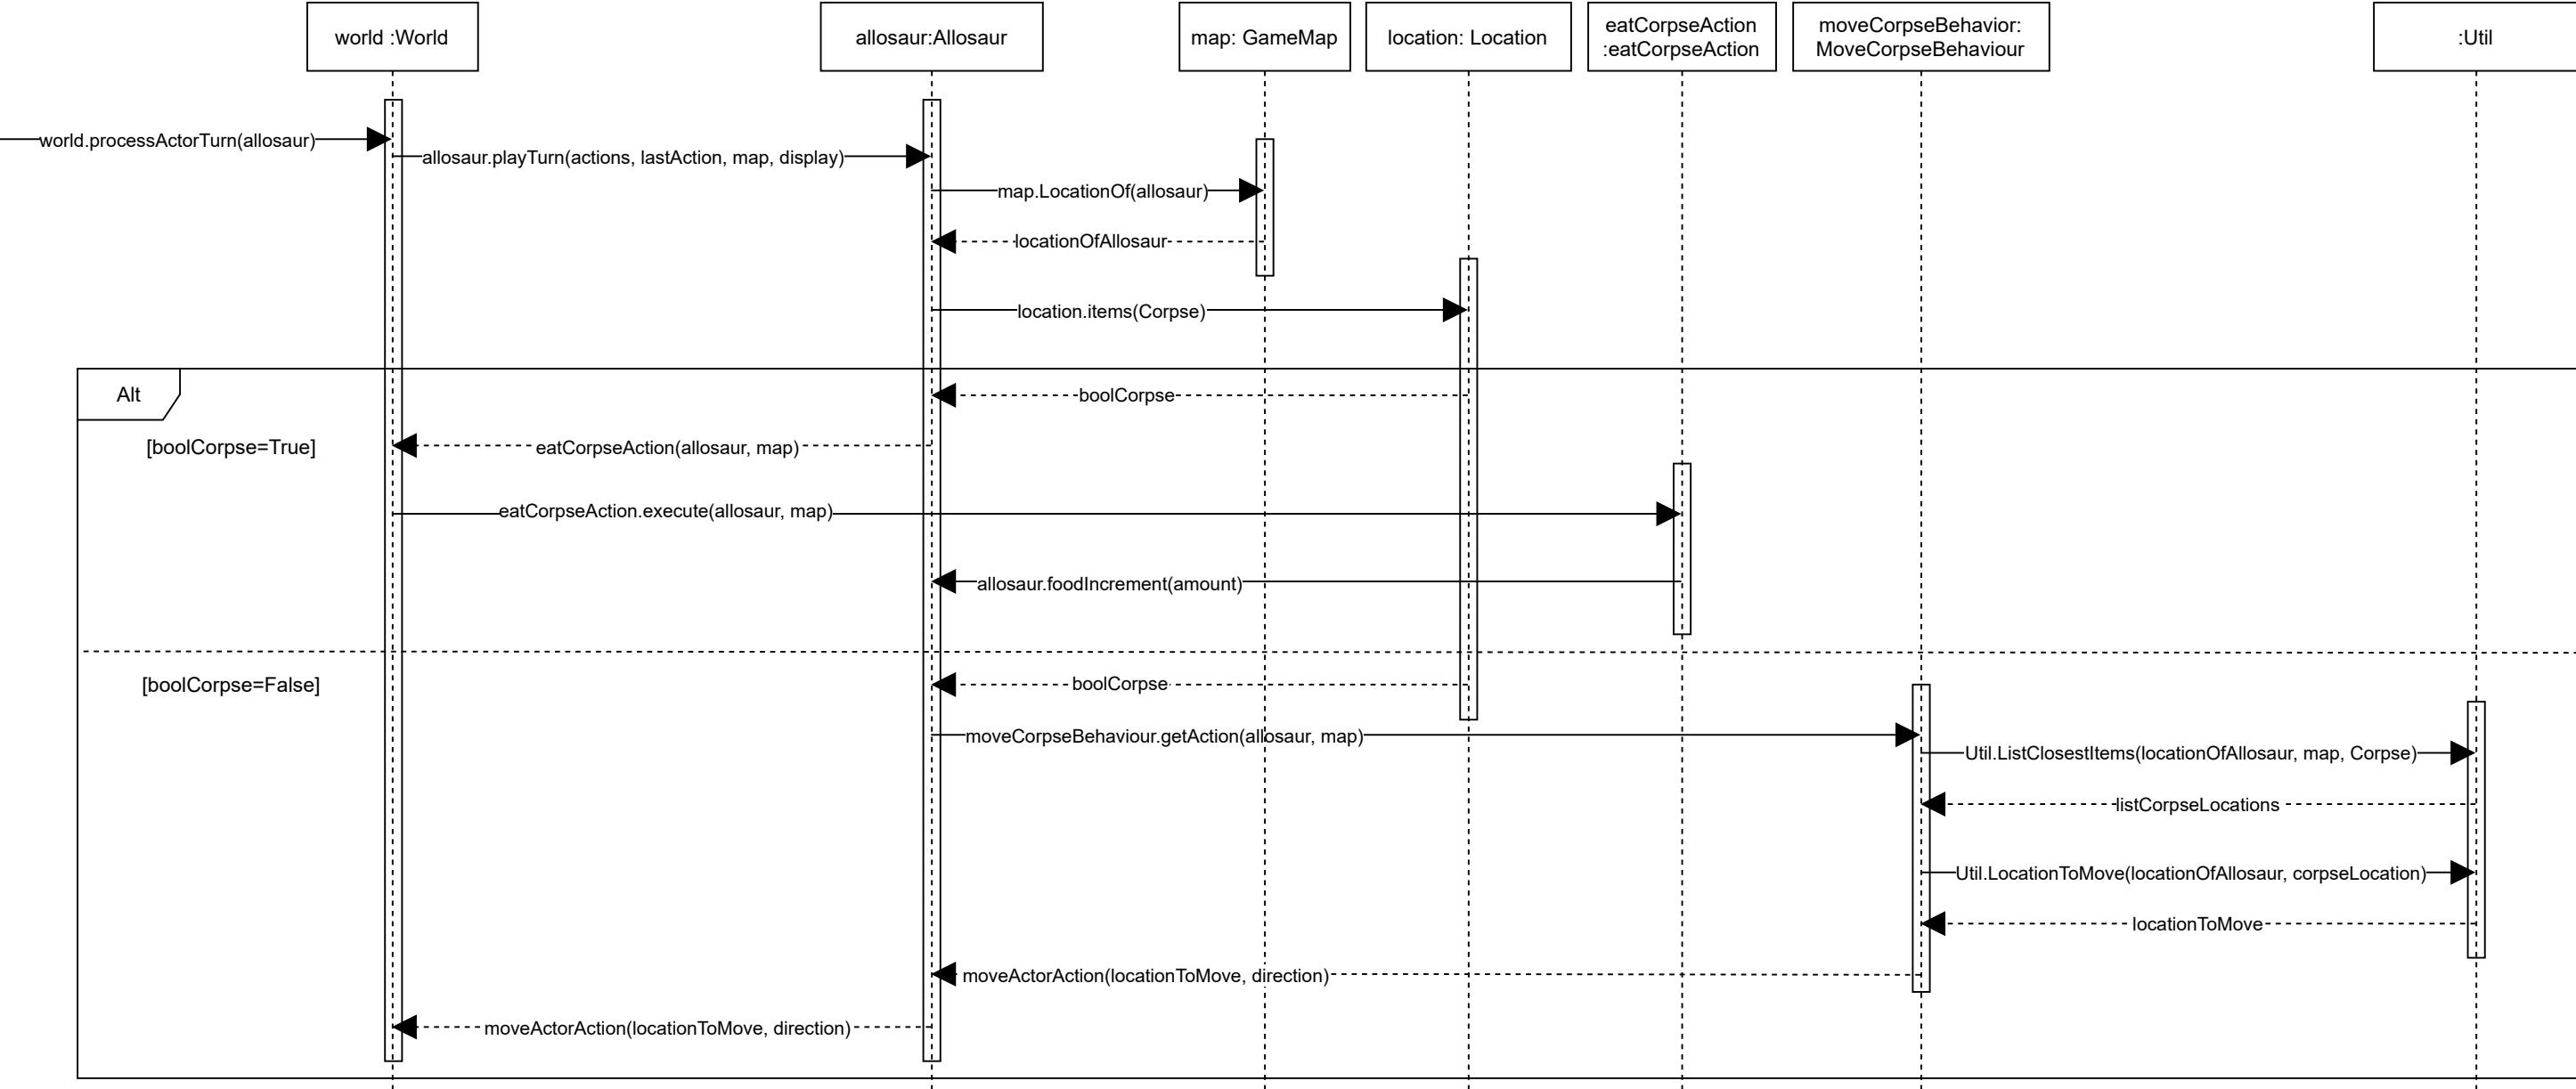 world :World
allosaur:Allosaur
map: GameMap
location: Location
eatCorpseAction
:eatCorpseAction
moveCorpseBehavior:
MoveCorpseBehaviour
:Util
world.processActorTurn(allosaur)
allosaur.playTurn(actions, lastAction, map, display)
map.LocationOf(allosaur)
locationOfAllosaur
location.items(Corpse)
Alt
boolCorpse
[boolCorpse=True]
eatCorpseAction(allosaur, map)
eatCorpseAction.execute(allosaur, map)
allosaur.foodIncrement(amount)
[boolCorpse=False]
boolCorpse
moveCorpseBehaviour.getAction(allosaur, map)
Util.ListClosestItems(locationOfAllosaur, map, Corpse)
listCorpseLocations
Util.LocationToMove(locationOfAllosaur, corpseLocation)
locationToMove
moveActorAction(locationToMove, direction)
moveActorAction(locationToMove, direction)